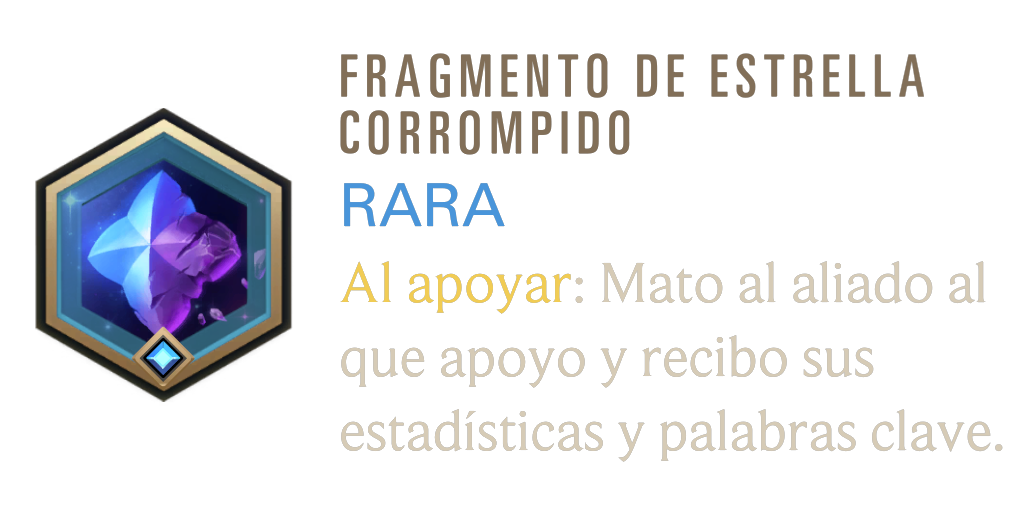 FRAGMENTO DE ESTRELLA
CORROMPIDO
RARA
Al apoyar: Mato al aliado al
que apoyo y recibo sus
estadísticas y palabras clave.